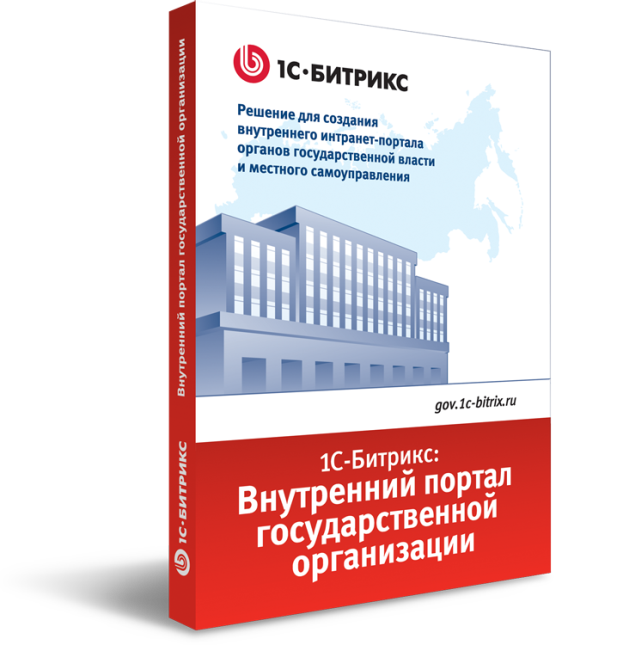 1С·БИТРИКС
Решение для создания
внутреннего интранет-портала
органов государственной власти
и местного самоуправления
gov.1c-bitrix.ru
1С-Битрикс:
Внутренний портал
государственной
организации
Внутренний портал государственной организации
1С·БИТРИКС